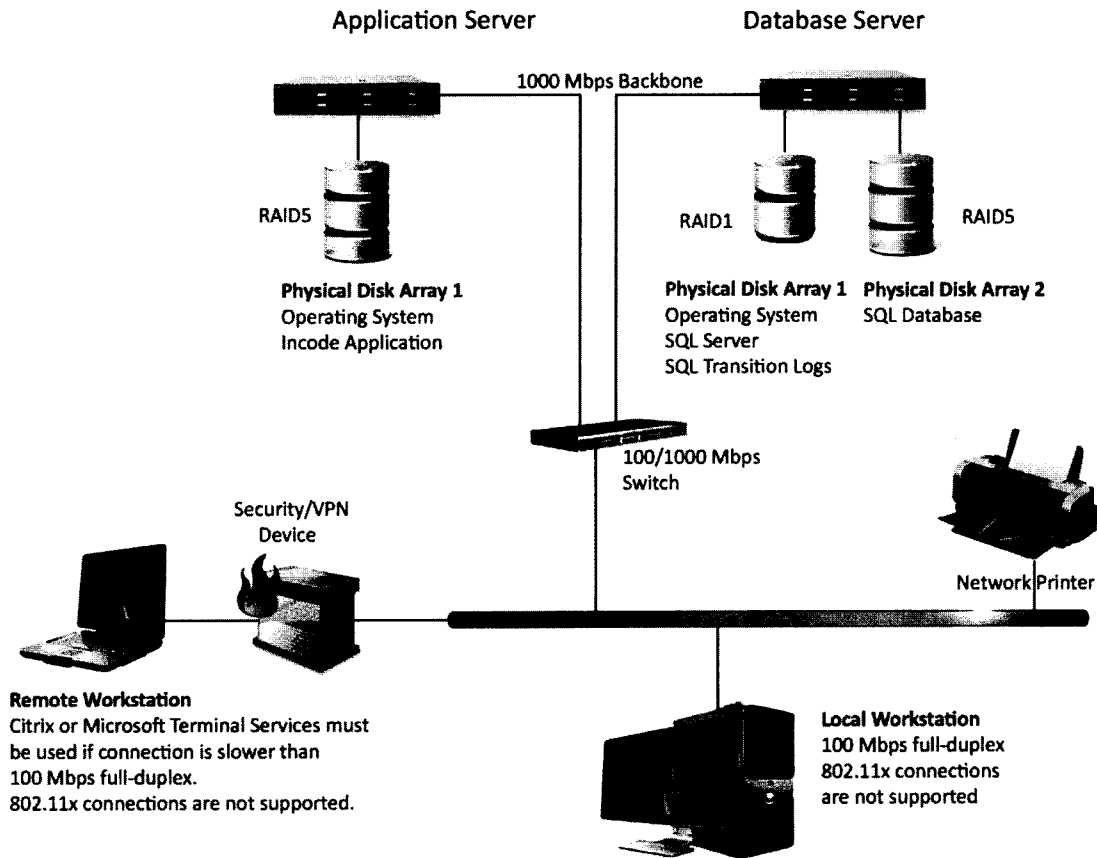 Application Server
Database Server
1000 Mbps Backbone
RAID5
Physical Disk Array 1
Operating System
Incode Application
RAID1
Physical Disk Array 1
Operating System
SQL Server
SQL Transition Logs
RAID5
Physical Disk Array 2
SQL Database
100/1000 Mbps
Switch
Security/VPN
Device
Network Printer
Remote Workstation
Citrix or Microsoft Terminal Services must
be used if connection is slower than
100 Mbps full-duplex.
802.11x connections are not supported.
Local Workstation
100 Mbps full-duplex
802.11x connections
are not supported